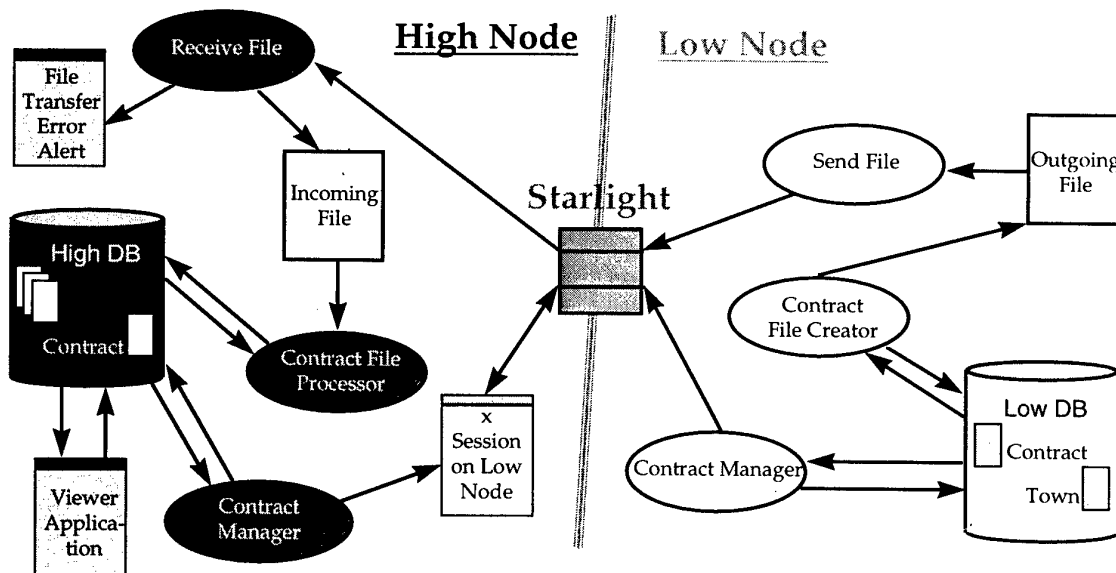 High Node
Low Node
Receive File
File
Transfer
Error
Alert
Incoming
File
Starlight
Send File
Outgoing
File
High DB
Contract
Contract File
Processor
Contract
File Creator
x
Session
on Low
Node
Contract Manager
Low DB
Contract
Town
Viewer
Applica-
tion
Contract
Manager